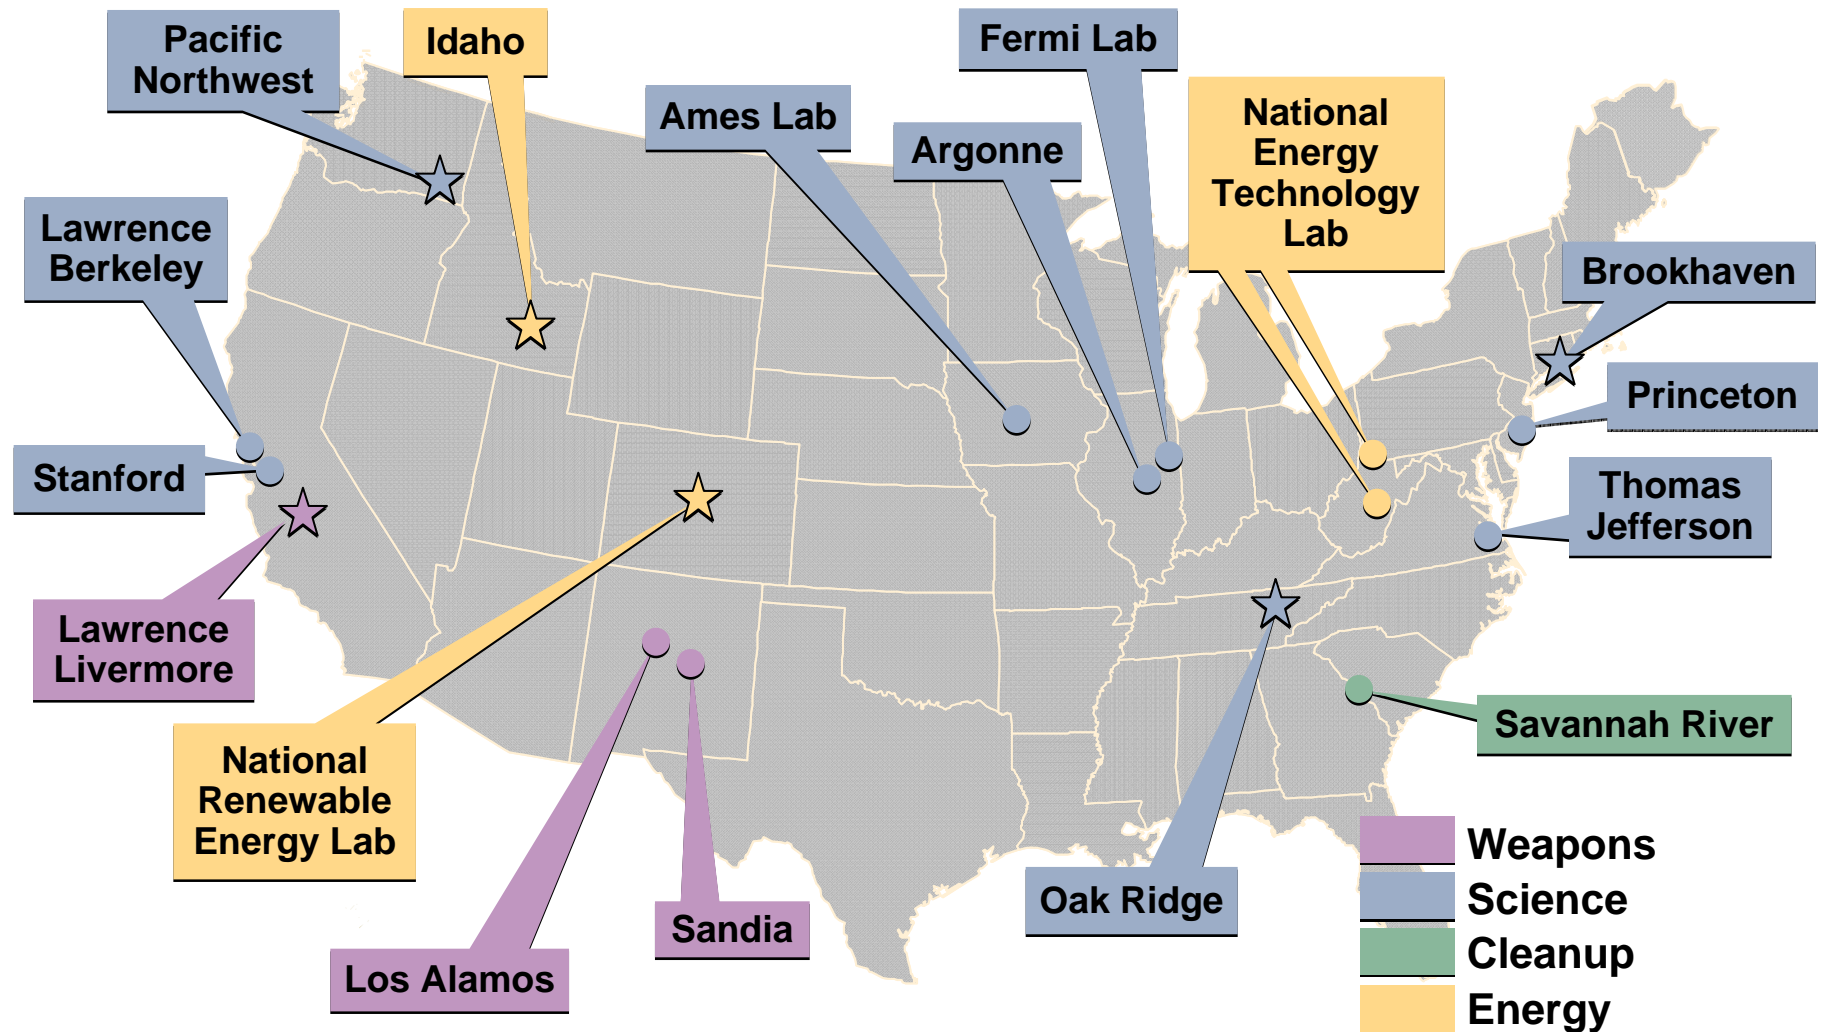 Pacific
Northwest
Idaho
Fermi Lab
Ames Lab
Argonne
National
Energy
Technology
Lab
Lawrence
Berkeley
Brookhaven
Princeton
Stanford
Thomas
Jefferson
Lawrence
Livermore
National
Renewable
Energy Lab
Savannah River
Los Alamos
Sandia
Oak Ridge
Weapons
Science
Cleanup
Energy